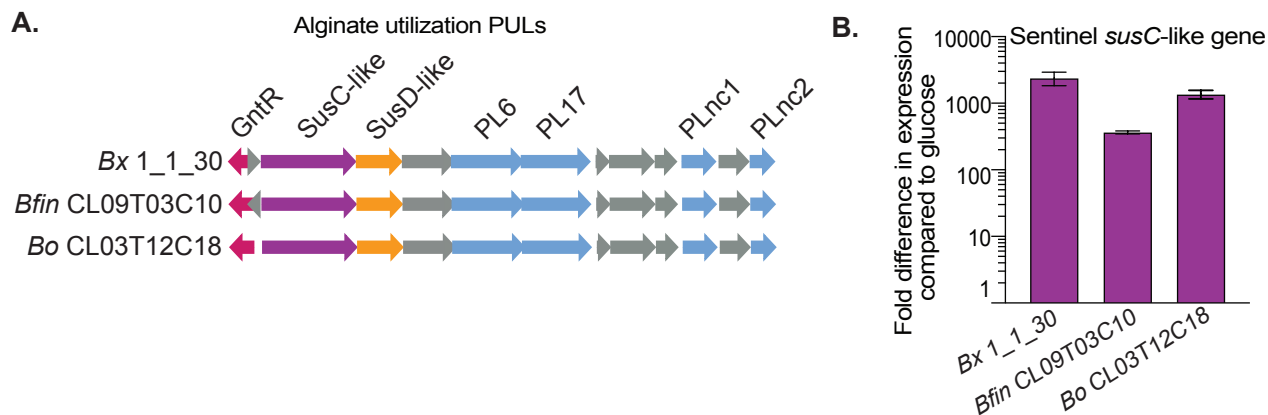 A.
Alginate utilization PULs
GntR
SusC-like
SusD-like
PL6
PL17
PLnc1
PLnc2
Bx 1_1_30
Bfin CL09T03C10
Bo CL03T12C18
B.
Sentinel susC-like gene
Fold difference in expression
compared to glucose
10000
1000
100
10
1
Bx 1_1_30
Bfin CL09T03C10
Bo CL03T12C18